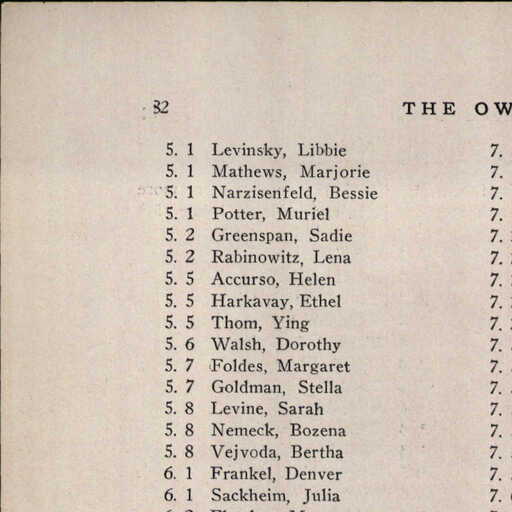 82 THE OW
5. 1 Levinsky, Libbie 7.
5. 1 Mathews, Marjorie 7.
5. 1 Narzisenfeld, Bessie 7.
5. 1 Potter, Muriel 7.
5. 2 Greenspan, Sadie 7.
5. 2 Rabinowitz, Lena 7.
5. 5 Accurso, Helen 7.
5. 5 Harkavay, Ethel 7.
5. 5 Thom, Ying 7.
5. 6 Walsh, Dorothy 7.
5. 7 Foldes, Margaret 7.
5. 7 Goldman, Stella 7.
5. 8 Levine, Sarah 7.
5. 8 Nemeck, Bozena 7.
5. 8 Vejvoda, Bertha 7.
6. 1 Frankel, Denver 7.
6. 1 Sackheim, Julia 7.